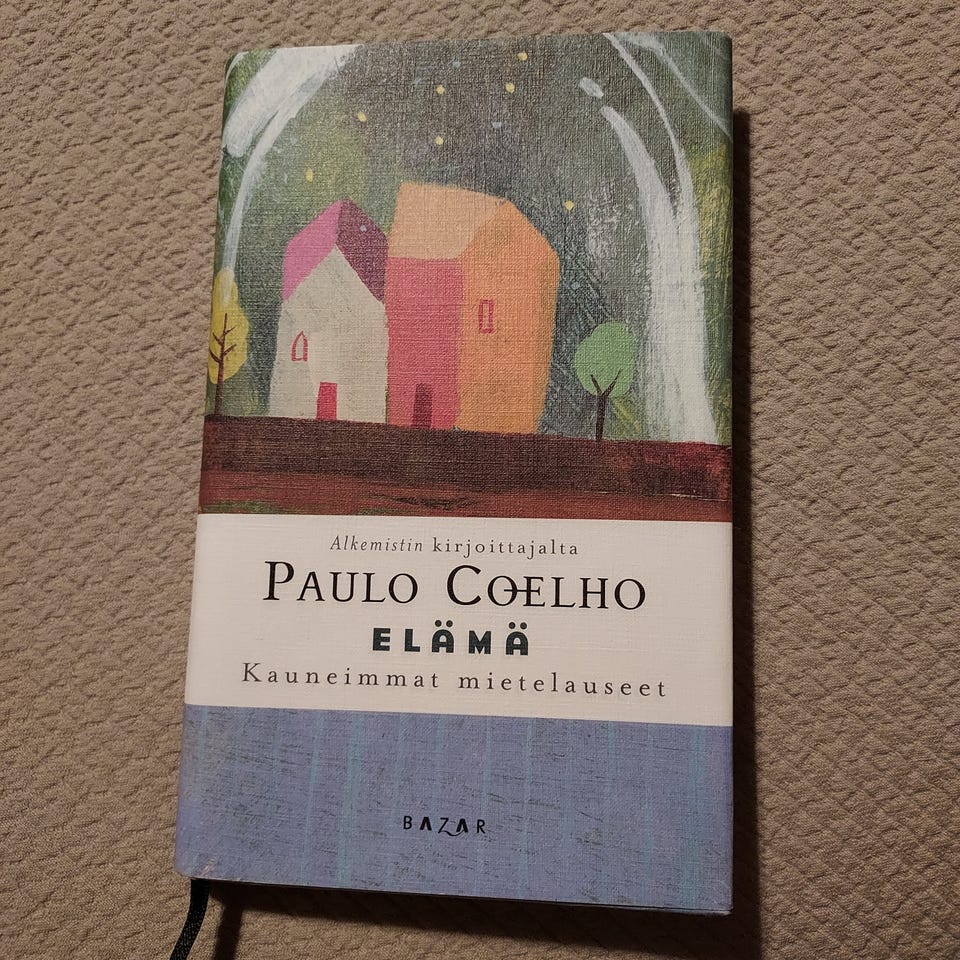 Alkemistin kirjoittajalta
PAULO COELHO
ELÄMÄ
Kauneimmat mietelauseet
BAZAR